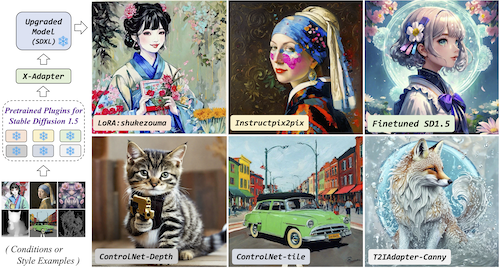 Upgraded
Model
(SDXL)
X-Adapter
Pretrained Plugins for
Stable Diffusion 1.5
( Conditions or
Style Examples )
LoRA:shukezouma
Instructpix2pix
Finetuned SD1.5
ControlNet-Depth
ControlNet-tile
T2IAdapter-Canny